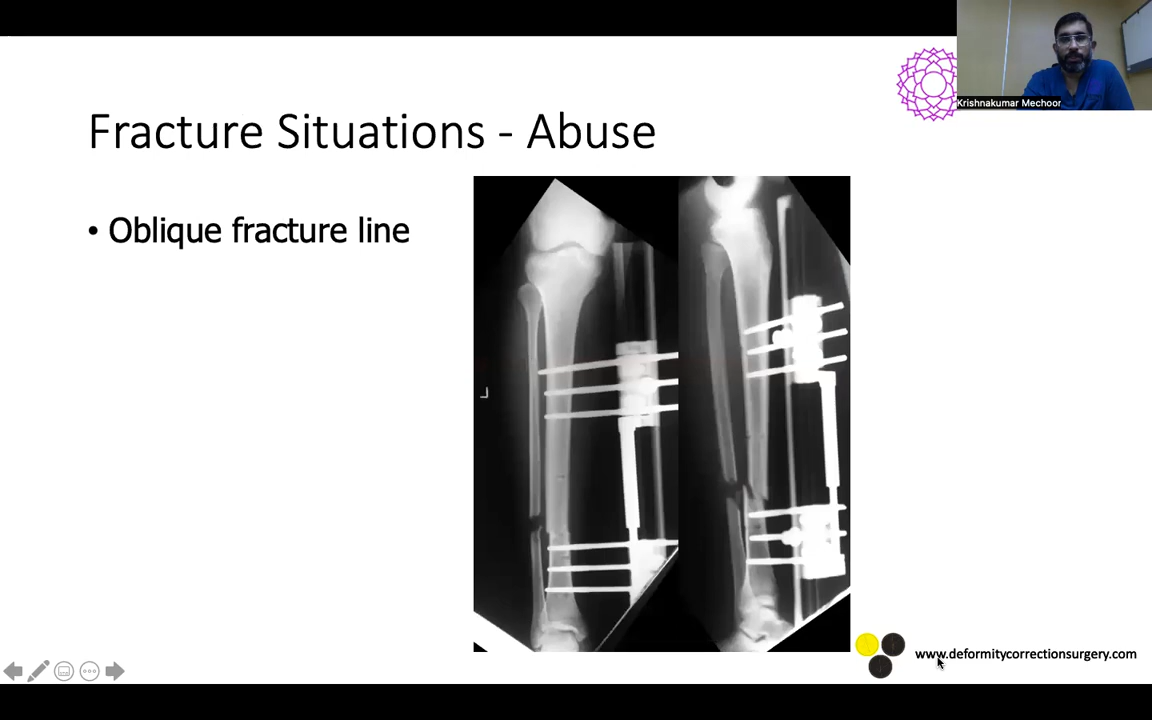 Krishnakumar Mechoor
Fracture Situations - Abuse
• Oblique fracture line
L
www.deformitycorrectionsurgery.com